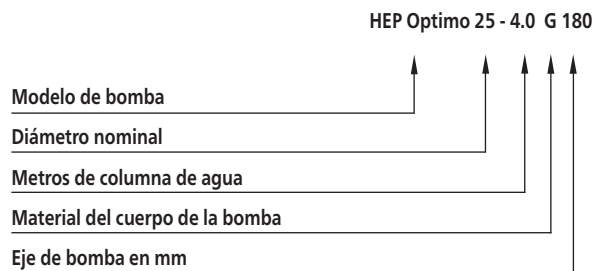 HEP Optimo 25 - 4.0 G 180
Modelo de bomba
Diámetro nominal
Metros de columna de agua
Material del cuerpo de la bomba
Eje de bomba en mm